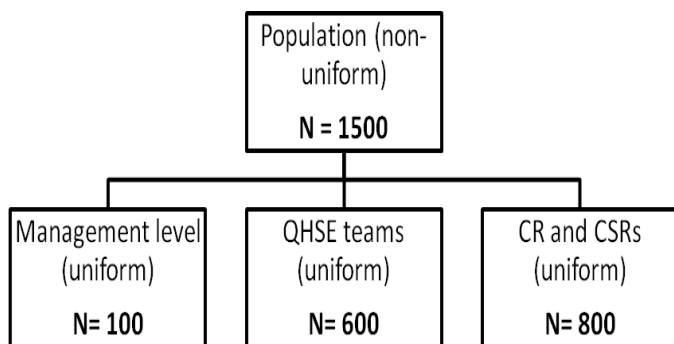 Population (non-
uniform)
N = 1500
Management level
(uniform)
N= 100
QHSE teams
(uniform)
N= 600
CR and CSRs
(uniform)
N= 800